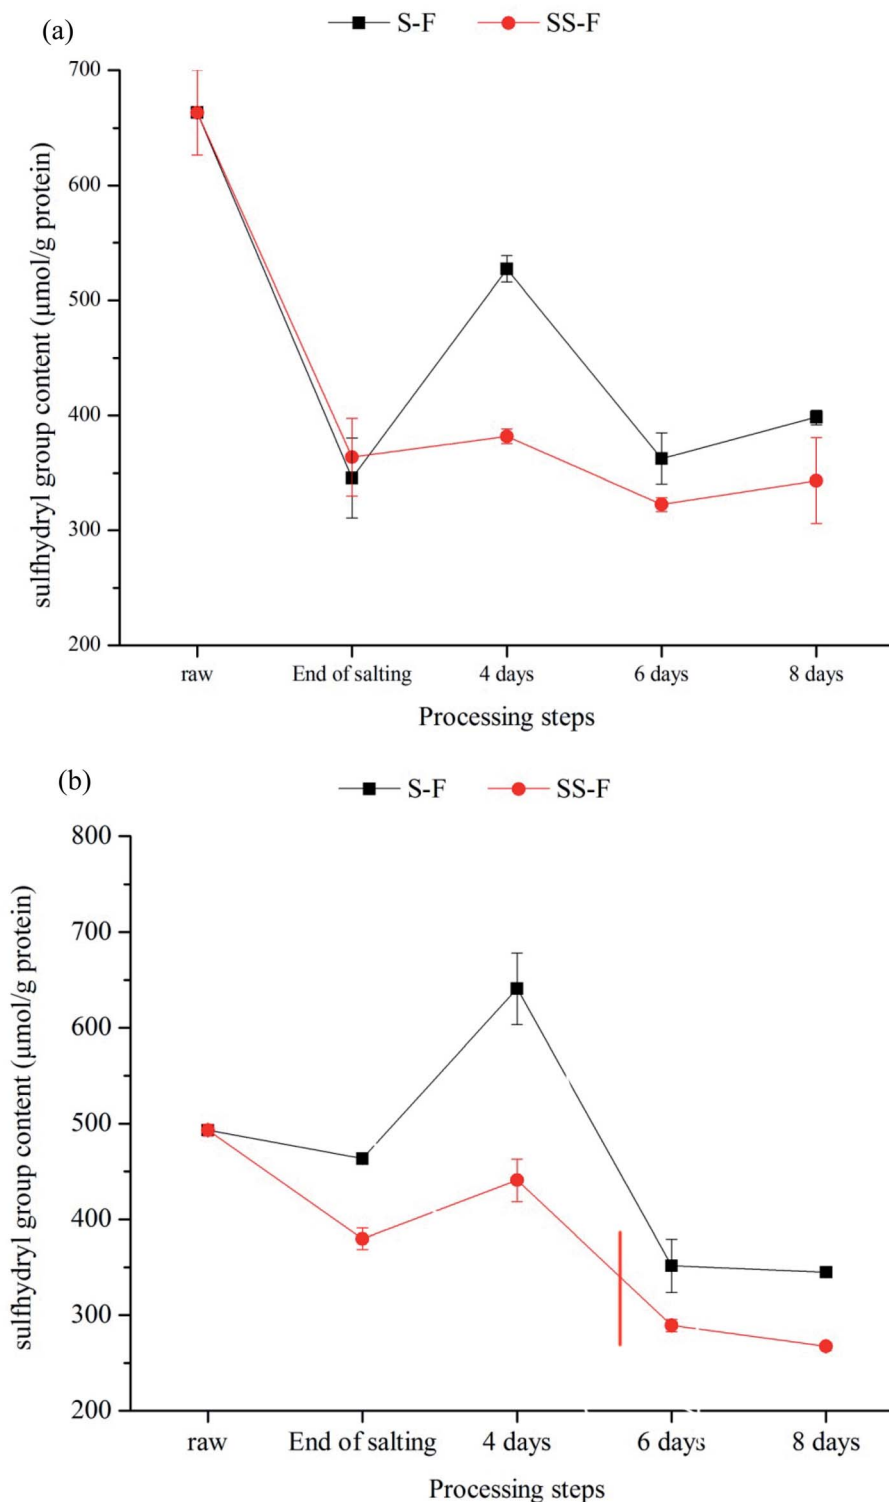 (a)
S-F SS-F
700
600
500
400
300
200
sulfhydryl group content (μmol/g protein)
raw End of salting 4 days 6 days 8 days
Processing steps
(b)
S-F SS-F
800
700
600
500
400
300
200
sulfhydryl group content (μmol/g protein)
raw End of salting 4 days 6 days 8 days
Processing steps